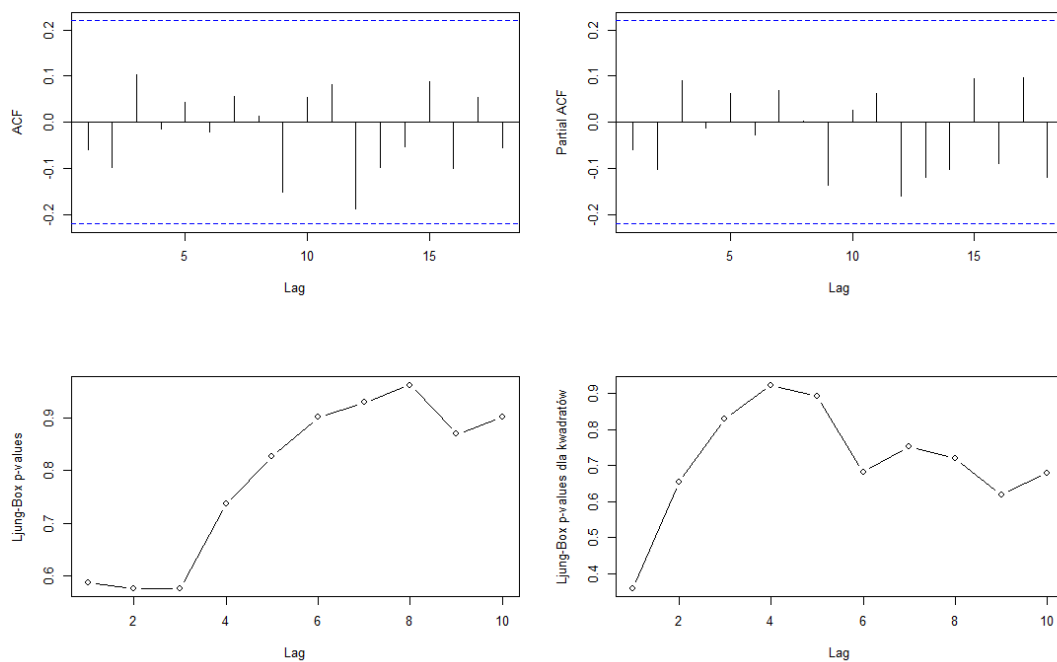 ACF
0.2
0.1
0.0
-0.1
-0.2
5 10 15
Lag
Partial ACF
0.2
0.1
0.0
-0.1
-0.2
5 10 15
Lag
Ljung-Box p-values
0.9
0.8
0.7
0.6
2 4 6 8 10
Lag
Ljung-Box p-values dla kwadratów
0.9
0.8
0.7
0.6
0.5
0.4
2 4 6 8 10
Lag